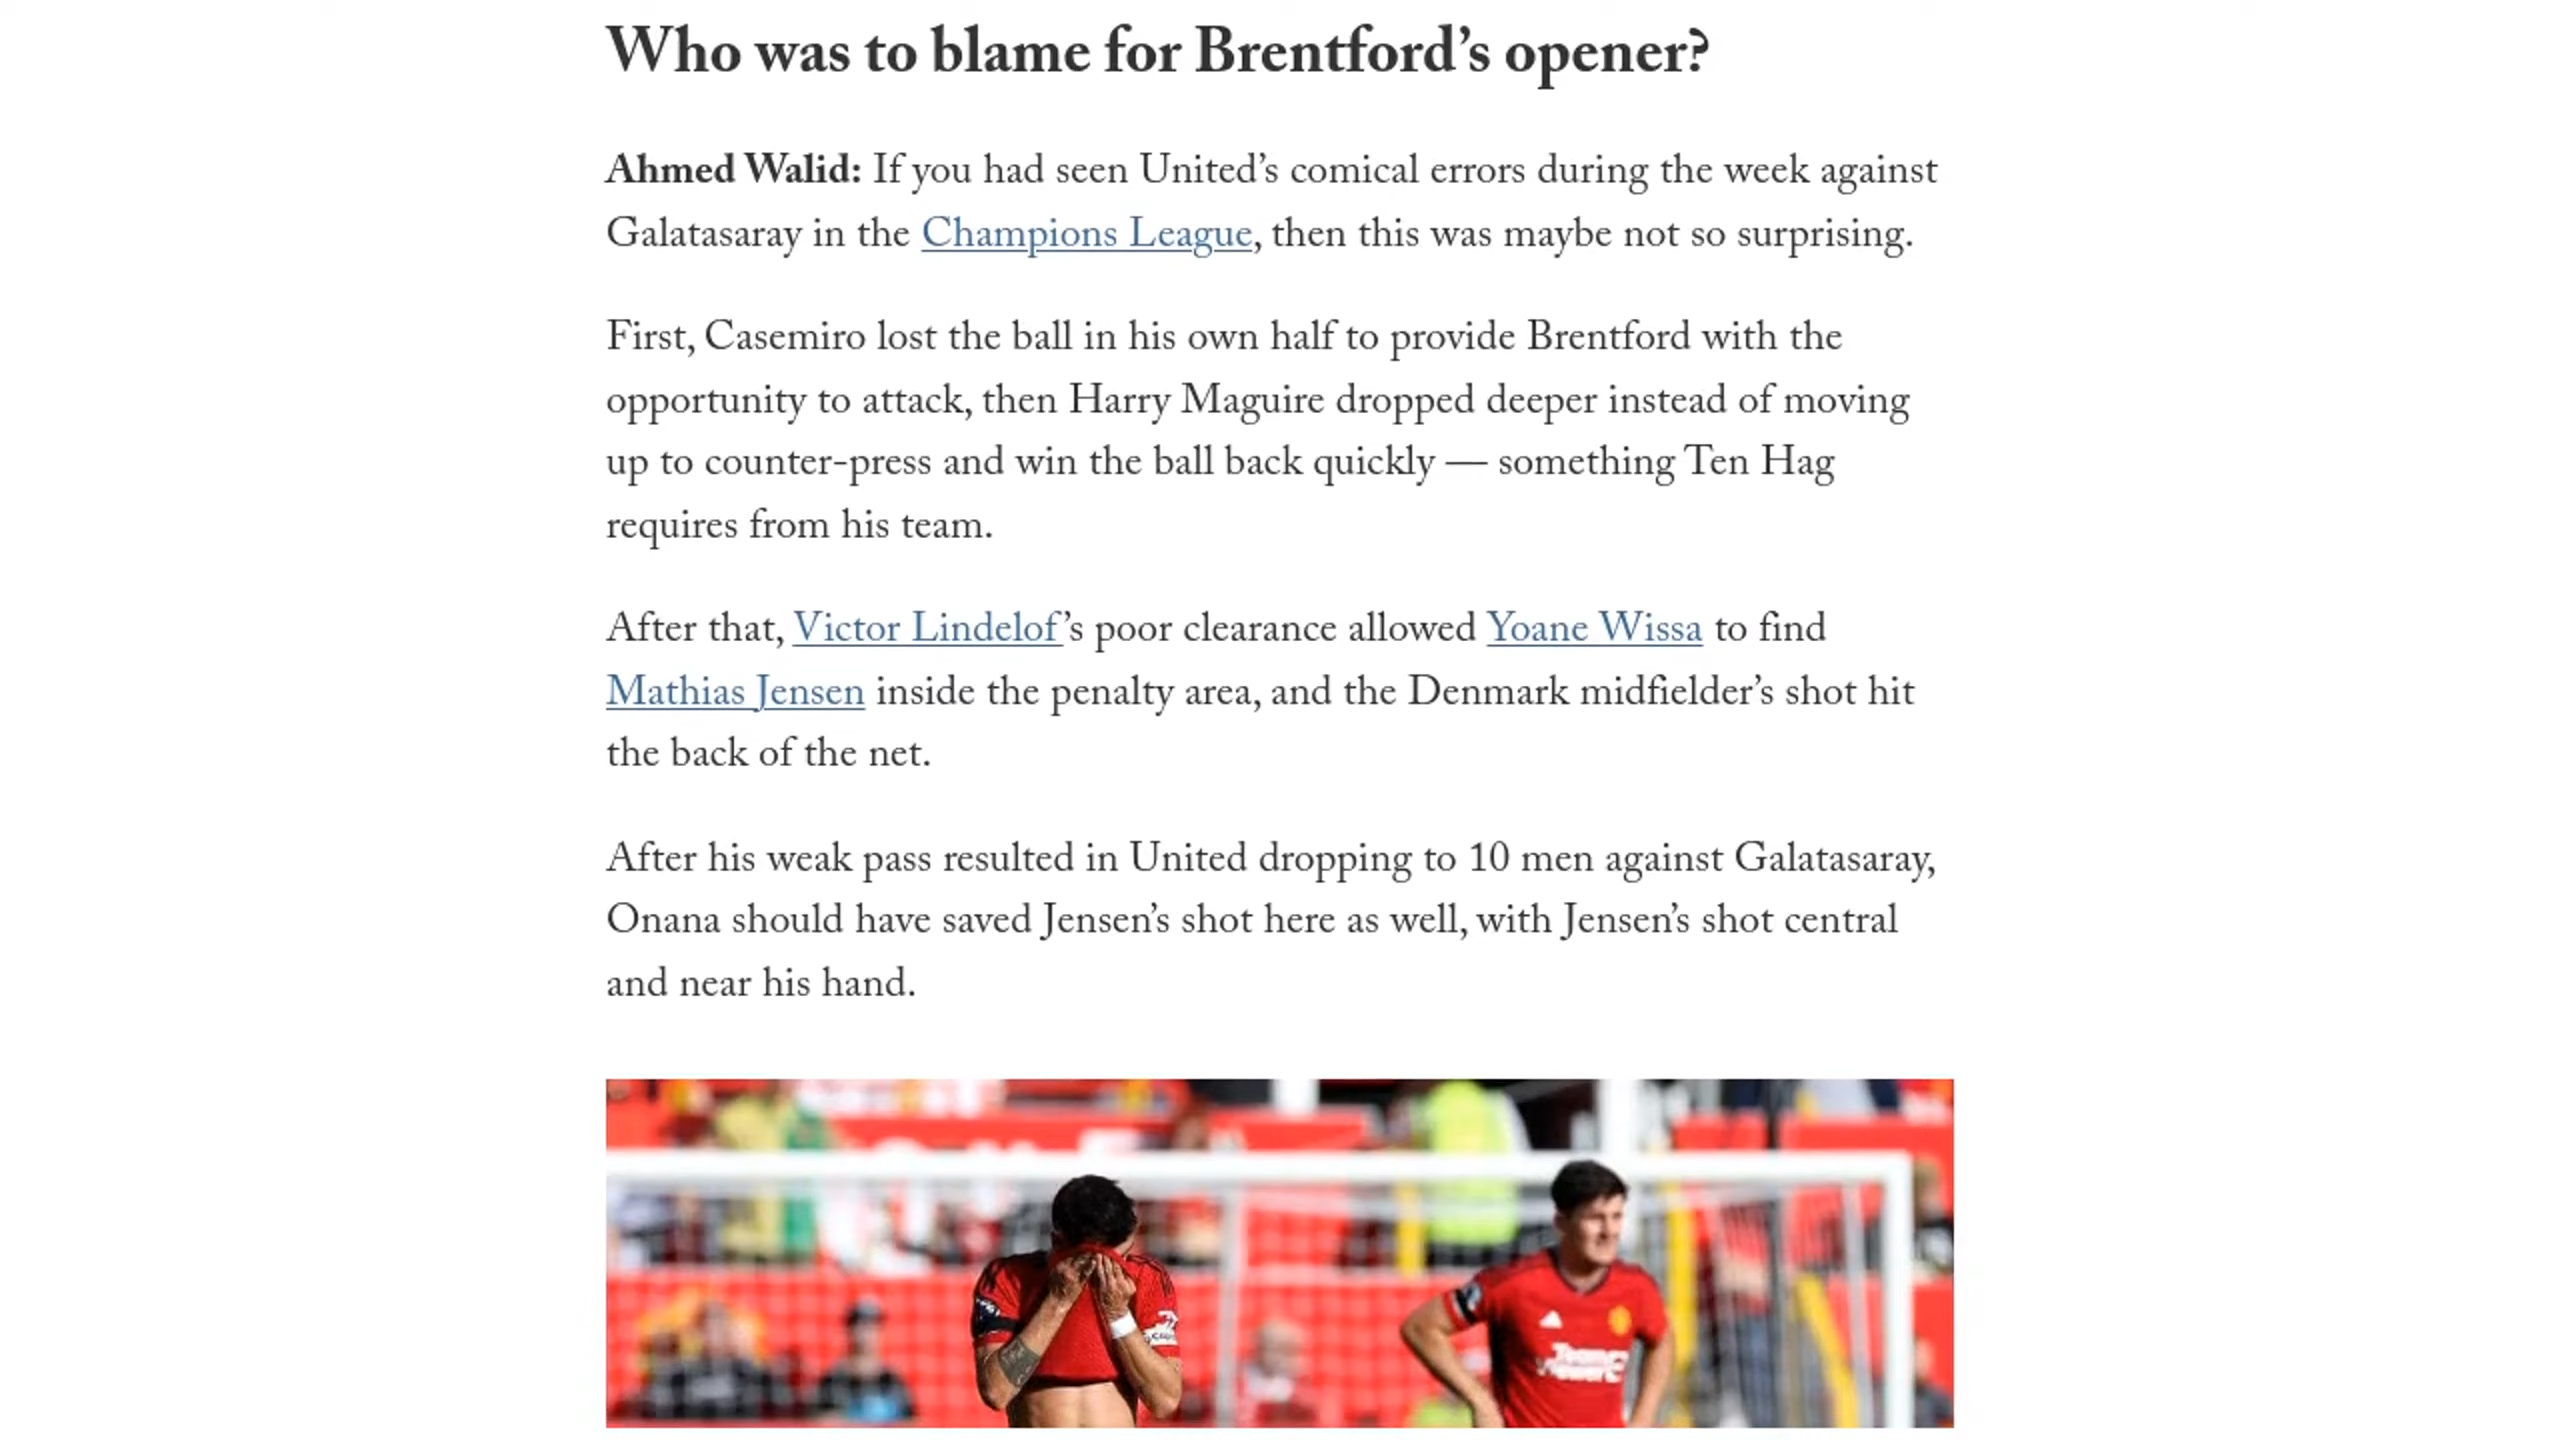 Who was to blame for Brentford’s opener?
Ahmed Walid: If you had seen United’s comical errors during the week against
Galatasaray in the Champions League, then this was maybe not so surprising.
First, Casemiro lost the ball in his own half to provide Brentford with the
opportunity to attack, then Harry Maguire dropped deeper instead of moving
up to counter-press and win the ball back quickly — something Ten Hag
requires from his team.
After that, Victor Lindelof’s poor clearance allowed Yoane Wissa to find
Mathias Jensen inside the penalty area, and the Denmark midfielder’s shot hit
the back of the net.
After his weak pass resulted in United dropping to 10 men against Galatasaray,
Onana should have saved Jensen’s shot here as well, with Jensen’s shot central
and near his hand.